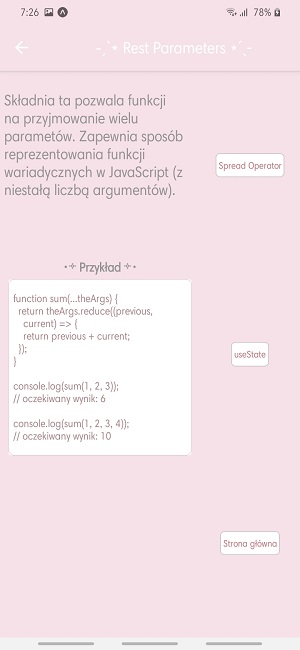 7:26 78%
-ˏˋ⋆ Rest Parameters ⋆ˊˎ-
Składnia ta pozwala funkcji
na przyjmowanie wielu
parametów. Zapewnia sposób
reprezentowania funkcji
wariadycznych w JavaScript (z
niestałą liczbą argumentów).
Spread Operator
⋆⊹ Przykład ⊹⋆
function sum(...theArgs) {
return theArgs.reduce((previous,
current) => {
return previous + current;
});
}
console.log(sum(1, 2, 3));
// oczekiwany wynik: 6
console.log(sum(1, 2, 3, 4));
// oczekiwany wynik: 10
useState
Strona główna